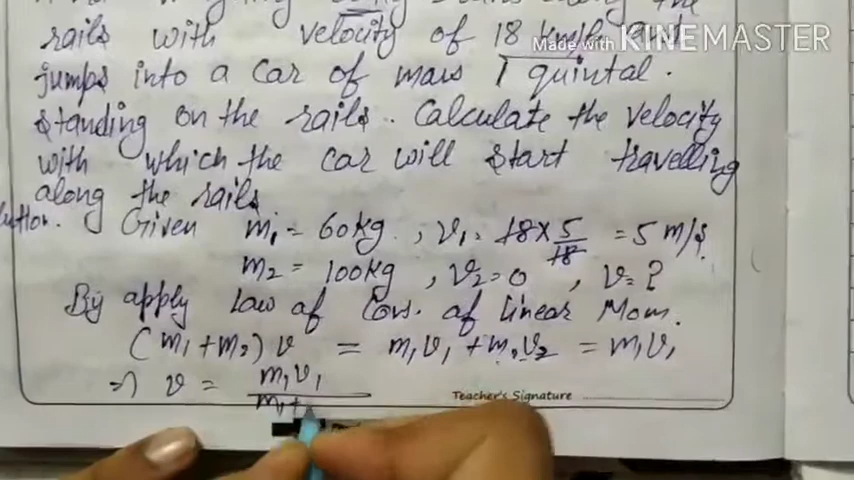 rails with velocity of 18 km/h and
Made with KINEMASTER
jumps into a car of mass 1 quintal.
standing on the rails. Calculate the velocity
with which the car will start travelling
along the rails
Given m₁ = 60kg , v₁ = 18 × 5/18 = 5 m/s.
m₂ = 100kg , v₂ = 0 , v = ?
By apply Law of Cons. of linear Mom.
(m₁+m₂) v = m₁v₁ + m₂v₂ = m₁v₁
⇒ v = m₁v₁ / m₁+
Teacher's Signature